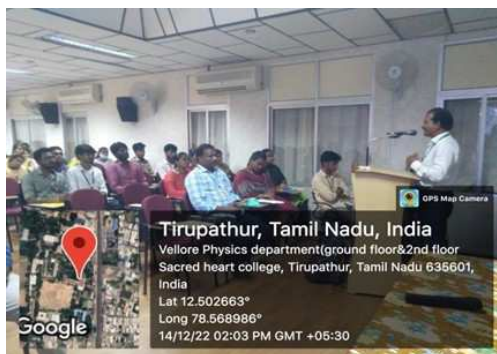 GPS Map Camera
Tirupathur, Tamil Nadu, India
Vellore Physics department(ground floor&2nd floor
Sacred heart college, Tirupathur, Tamil Nadu 635601,
India
Lat 12.502663°
Long 78.568986°
14/12/22 02:03 PM GMT +05:30
Google